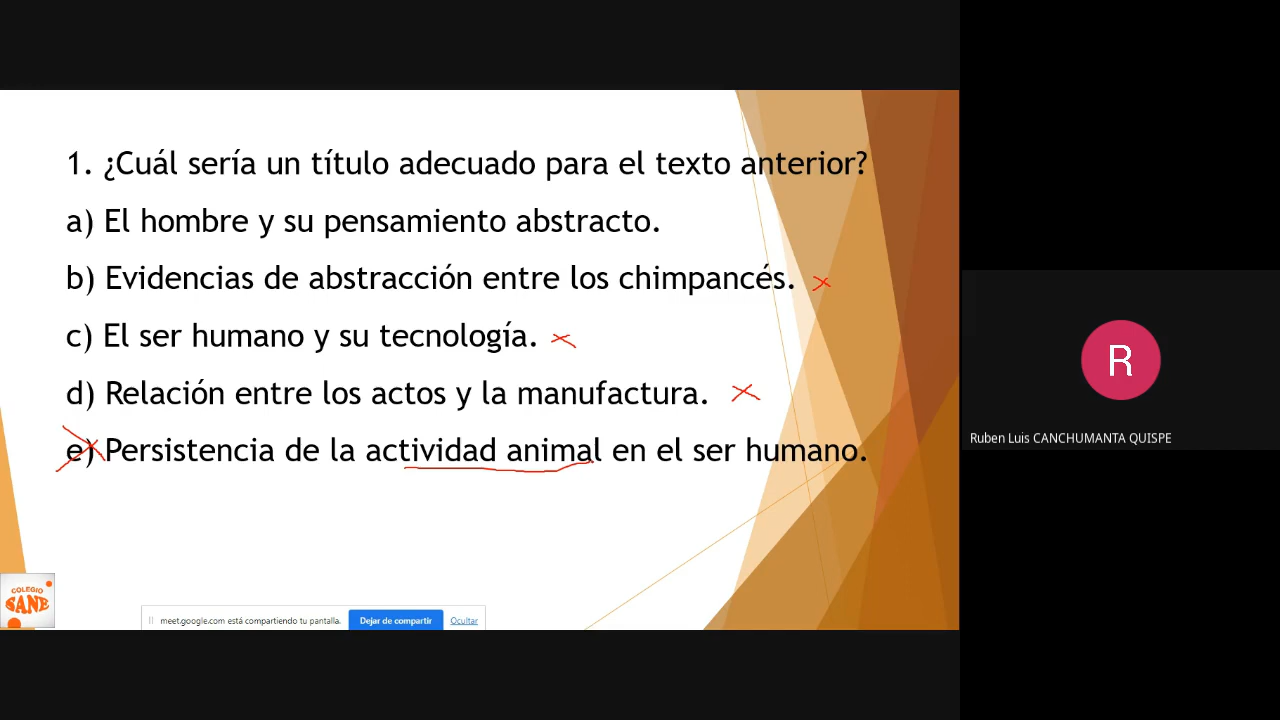 1. ¿Cuál sería un título adecuado para el texto anterior?
a) El hombre y su pensamiento abstracto.
b) Evidencias de abstracción entre los chimpancés.
c) El ser humano y su tecnología.
d) Relación entre los actos y la manufactura.
e) Persistencia de la actividad animal en el ser humano.
R
Ruben Luis CANCHUMANTA QUISPE
COLEGIO
SANE
meet.google.com está compartiendo tu pantalla. Dejar de compartir Ocultar